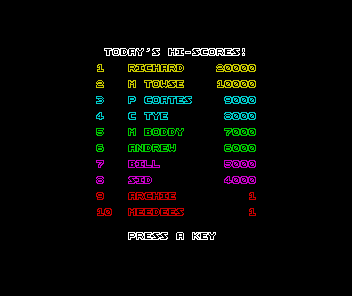 TODAY'S HI-SCORES!
1 RICHARD 20000
2 M TOWSE 10000
3 P COATES 9000
4 C TYE 8000
5 M BODDY 7000
6 ANDREW 6000
7 BILL 5000
8 SID 4000
9 ARCHIE 1
10 MEEDEES 1
PRESS A KEY